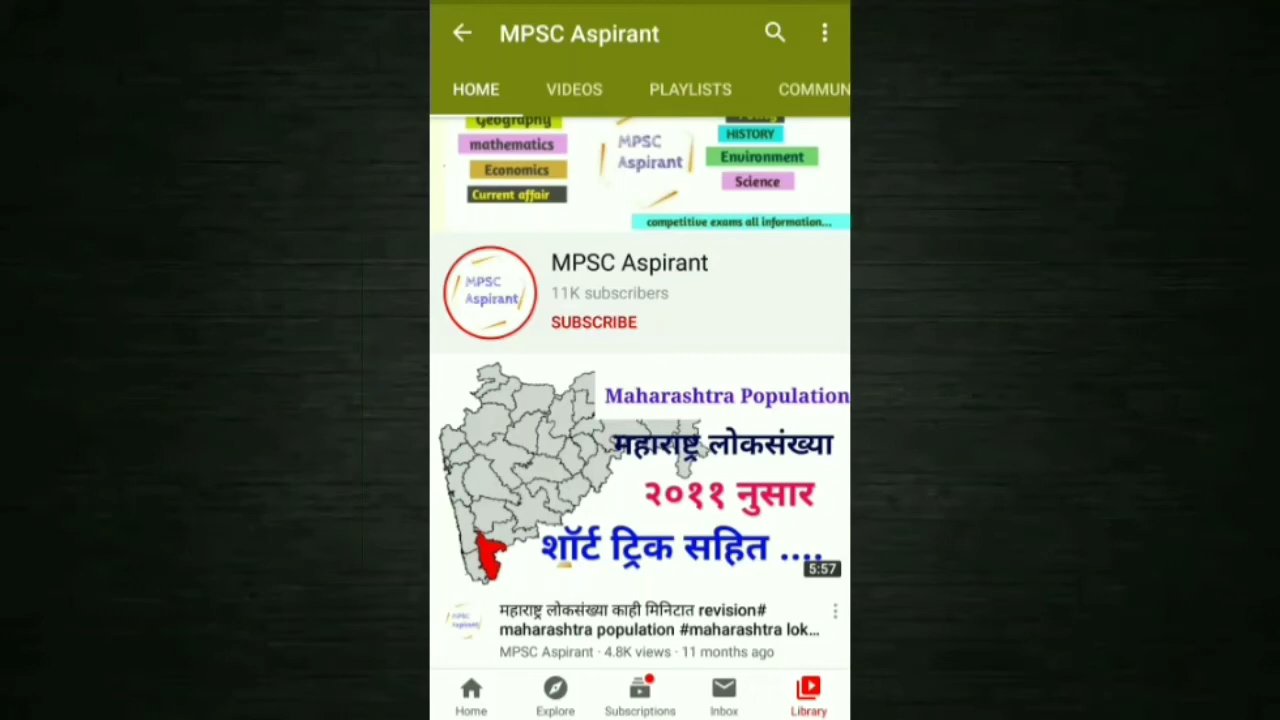 MPSC Aspirant
HOME VIDEOS PLAYLISTS COMMUN
Geography
mathematics
Economics
Current affair
MPSC
Aspirant
HISTORY
Environment
Science
competitive exams all information...
MPSC
Aspirant
MPSC Aspirant
11K subscribers
SUBSCRIBE
Maharashtra Population
महाराष्ट्र लोकसंख्या
२०११ नुसार
शॉर्ट ट्रिक सहित ....
5:57
MPSC
Aspirant
महाराष्ट्र लोकसंख्या काही मिनिटात revision#
maharashtra population #maharashtra lok...
MPSC Aspirant · 4.8K views · 11 months ago
Home Explore Subscriptions Inbox Library